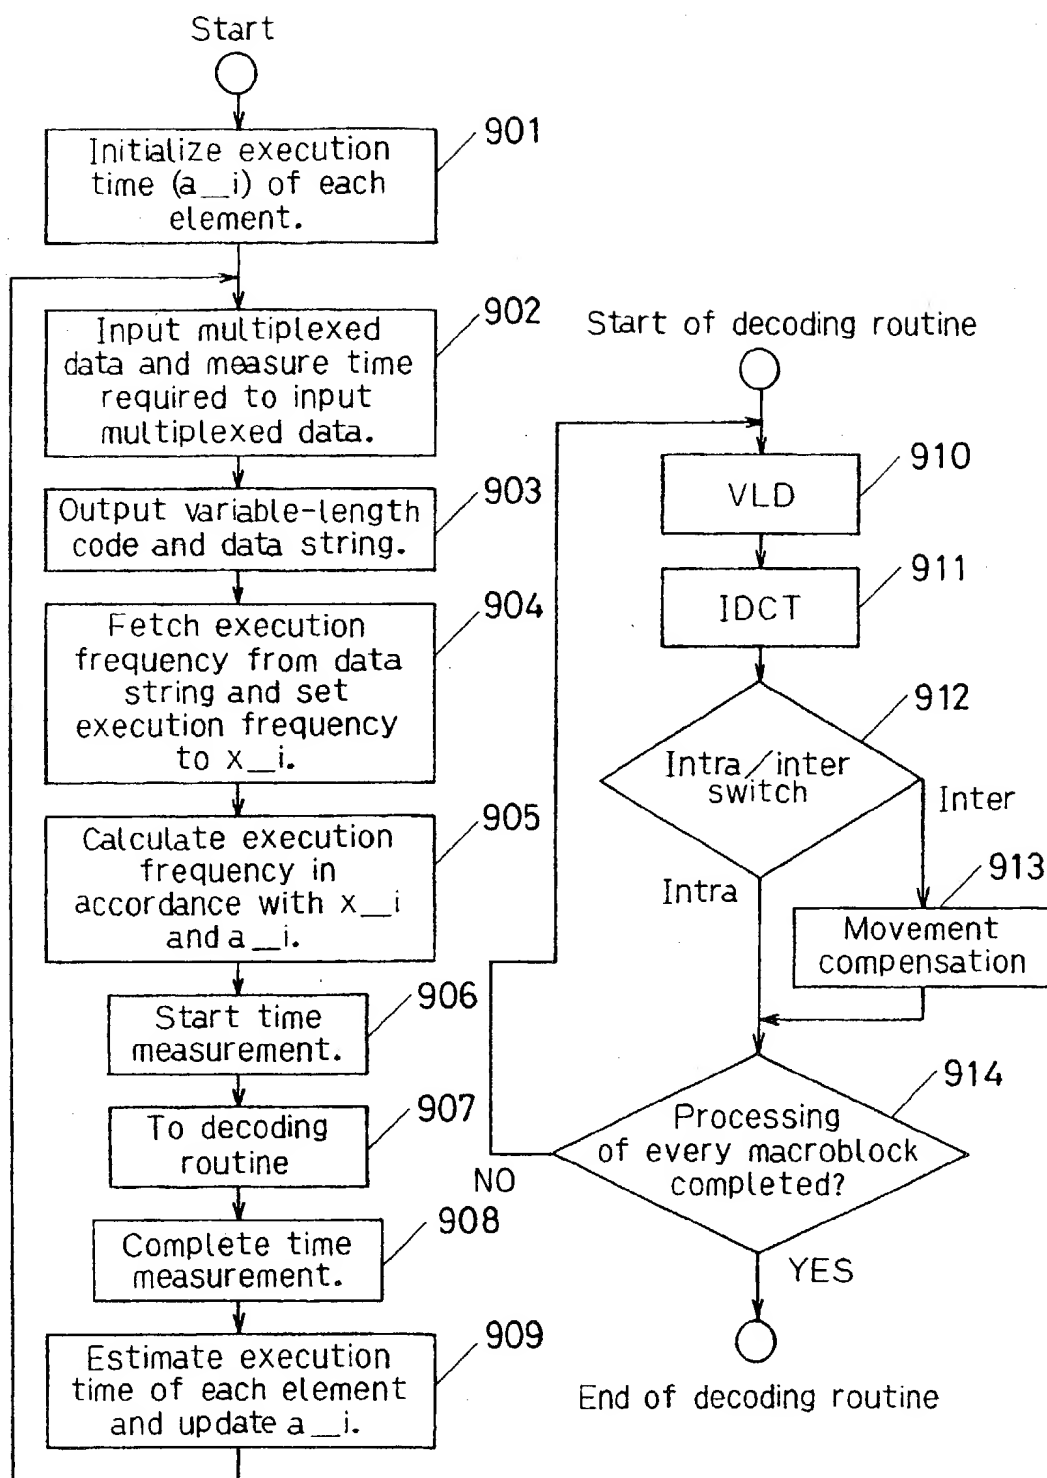 Start
901
Initialize execution
time (a__i) of each
element.
902
Input multiplexed
data and measure time
required to input
multiplexed data.
903
Output variable-length
code and data string.
904
Fetch execution
frequency from data
string and set
execution frequency
to x__i.
905
Calculate execution
frequency in
accordance with x__i
and a__i.
906
Start time
measurement.
907
To decoding
routine
908
Complete time
measurement.
909
Estimate execution
time of each element
and update a__i.
Start of decoding routine
910
VLD
911
IDCT
912
Intra/inter
switch
Inter
Intra
913
Movement
compensation
914
Processing
of every macroblock
completed?
NO
YES
End of decoding routine